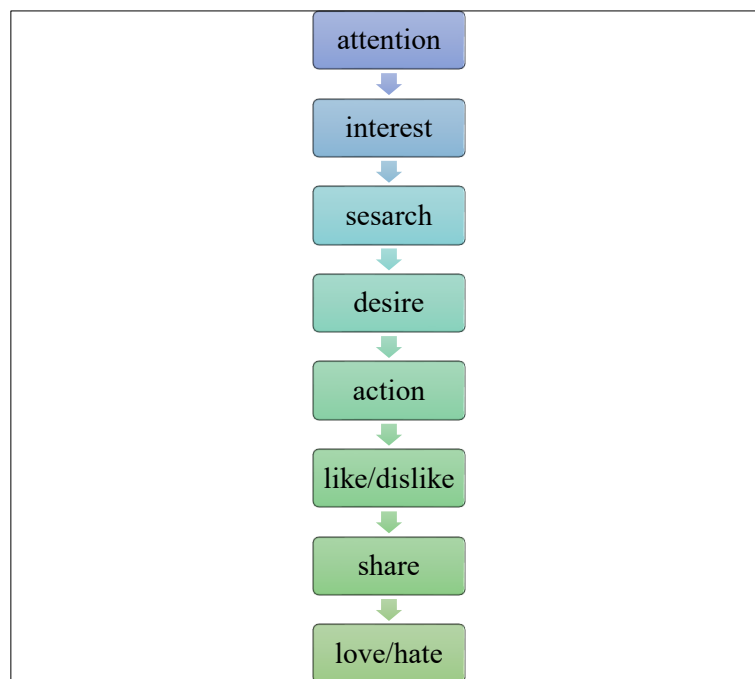 attention
interest
sesarch
desire
action
like/dislike
share
love/hate